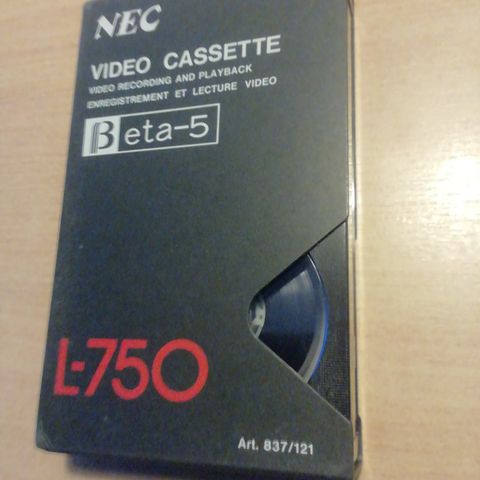 NEC
VIDEO CASSETTE
VIDEO RECORDING AND PLAYBACK
ENREGISTREMENT ET LECTURE VIDEO
Beta-5
L-750
Art. 837/121